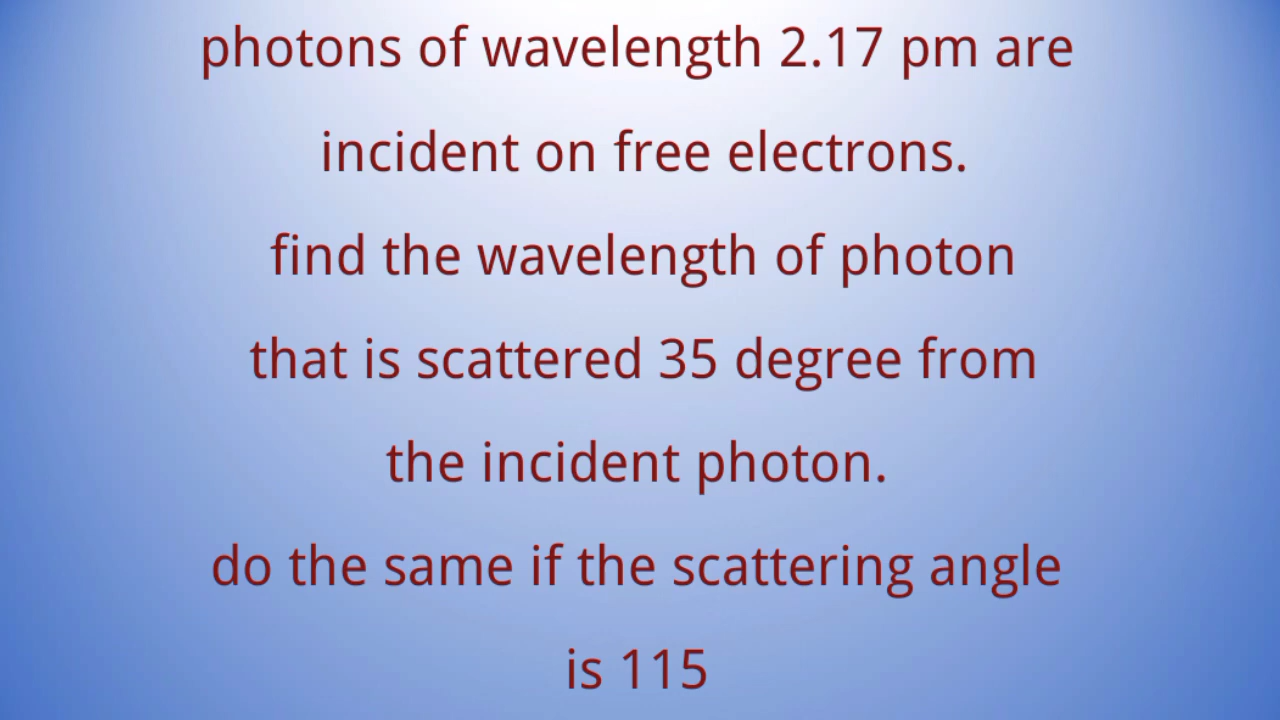 photons of wavelength 2.17 pm are
incident on free electrons.
find the wavelength of photon
that is scattered 35 degree from
the incident photon.
do the same if the scattering angle
is 115